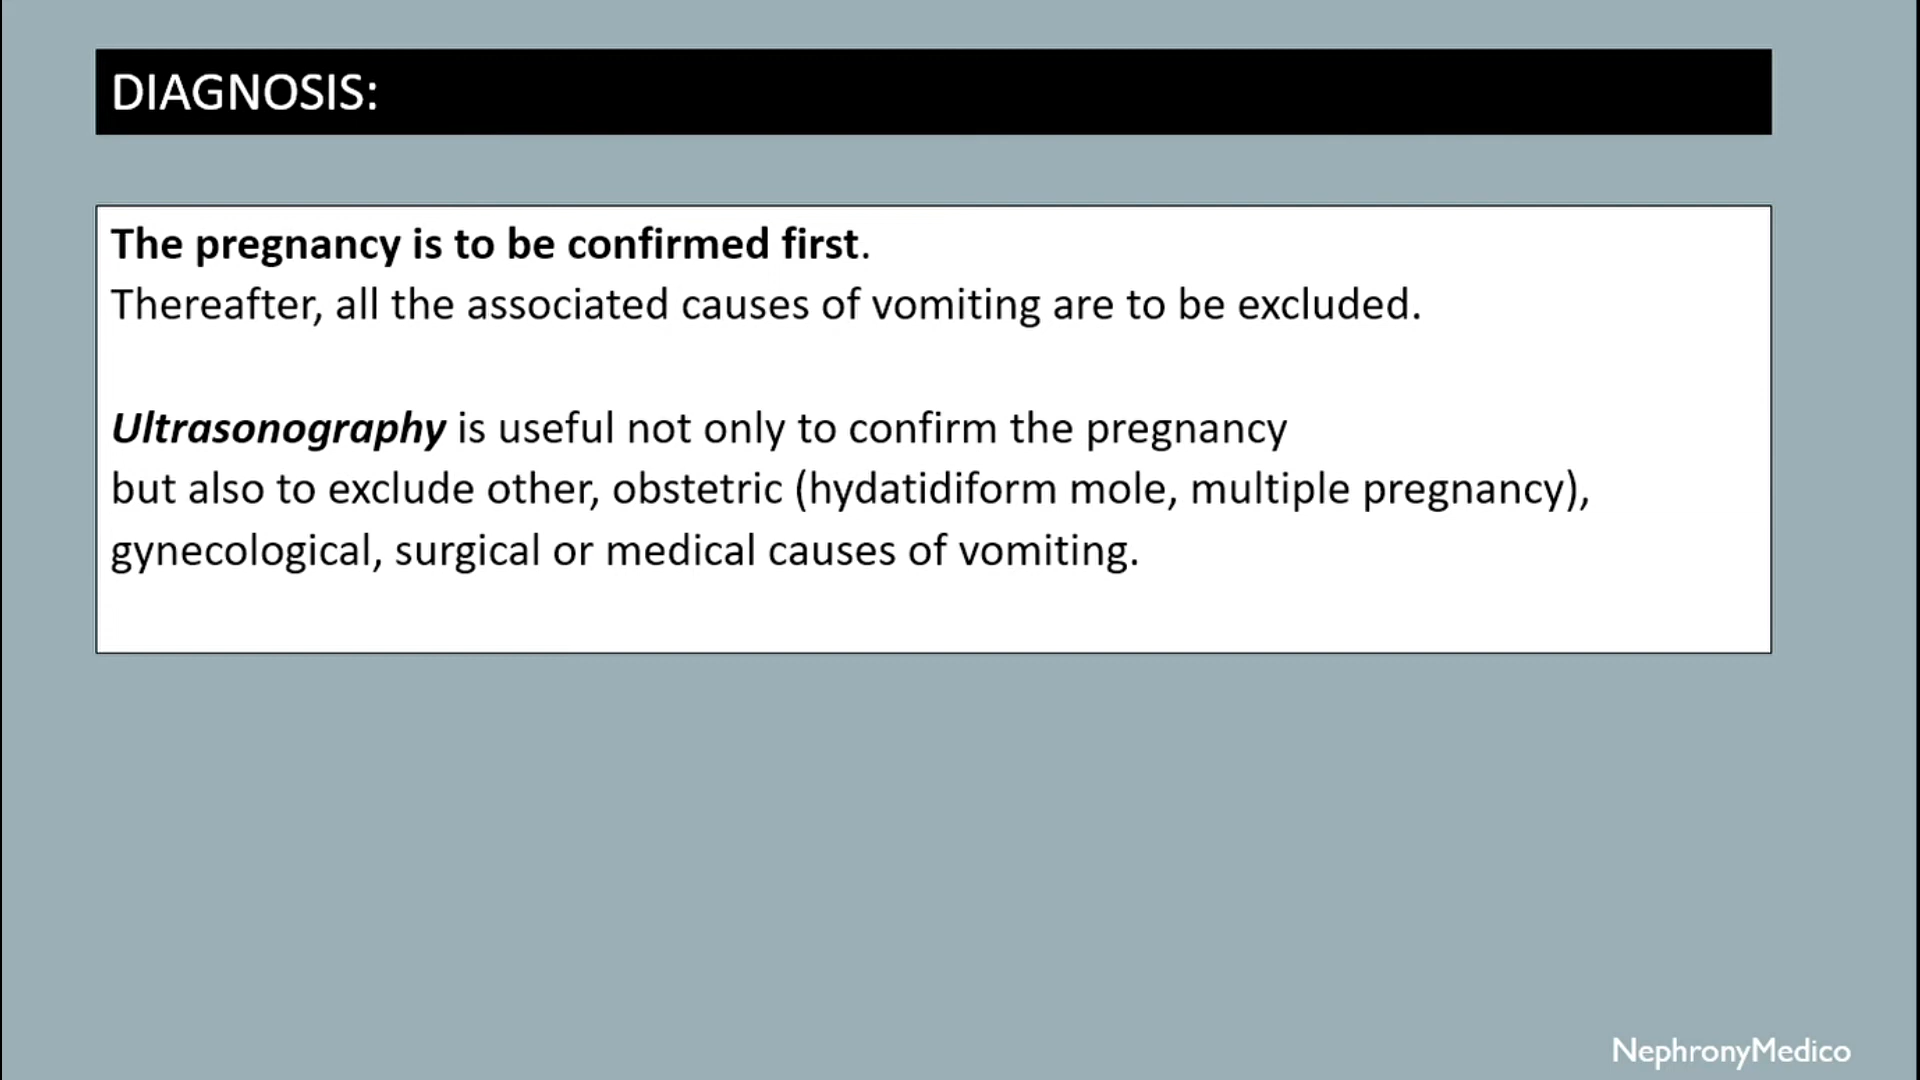 DIAGNOSIS:
The pregnancy is to be confirmed first.
Thereafter, all the associated causes of vomiting are to be excluded.
Ultrasonography is useful not only to confirm the pregnancy
but also to exclude other, obstetric (hydatidiform mole, multiple pregnancy),
gynecological, surgical or medical causes of vomiting.
NephronyMedico